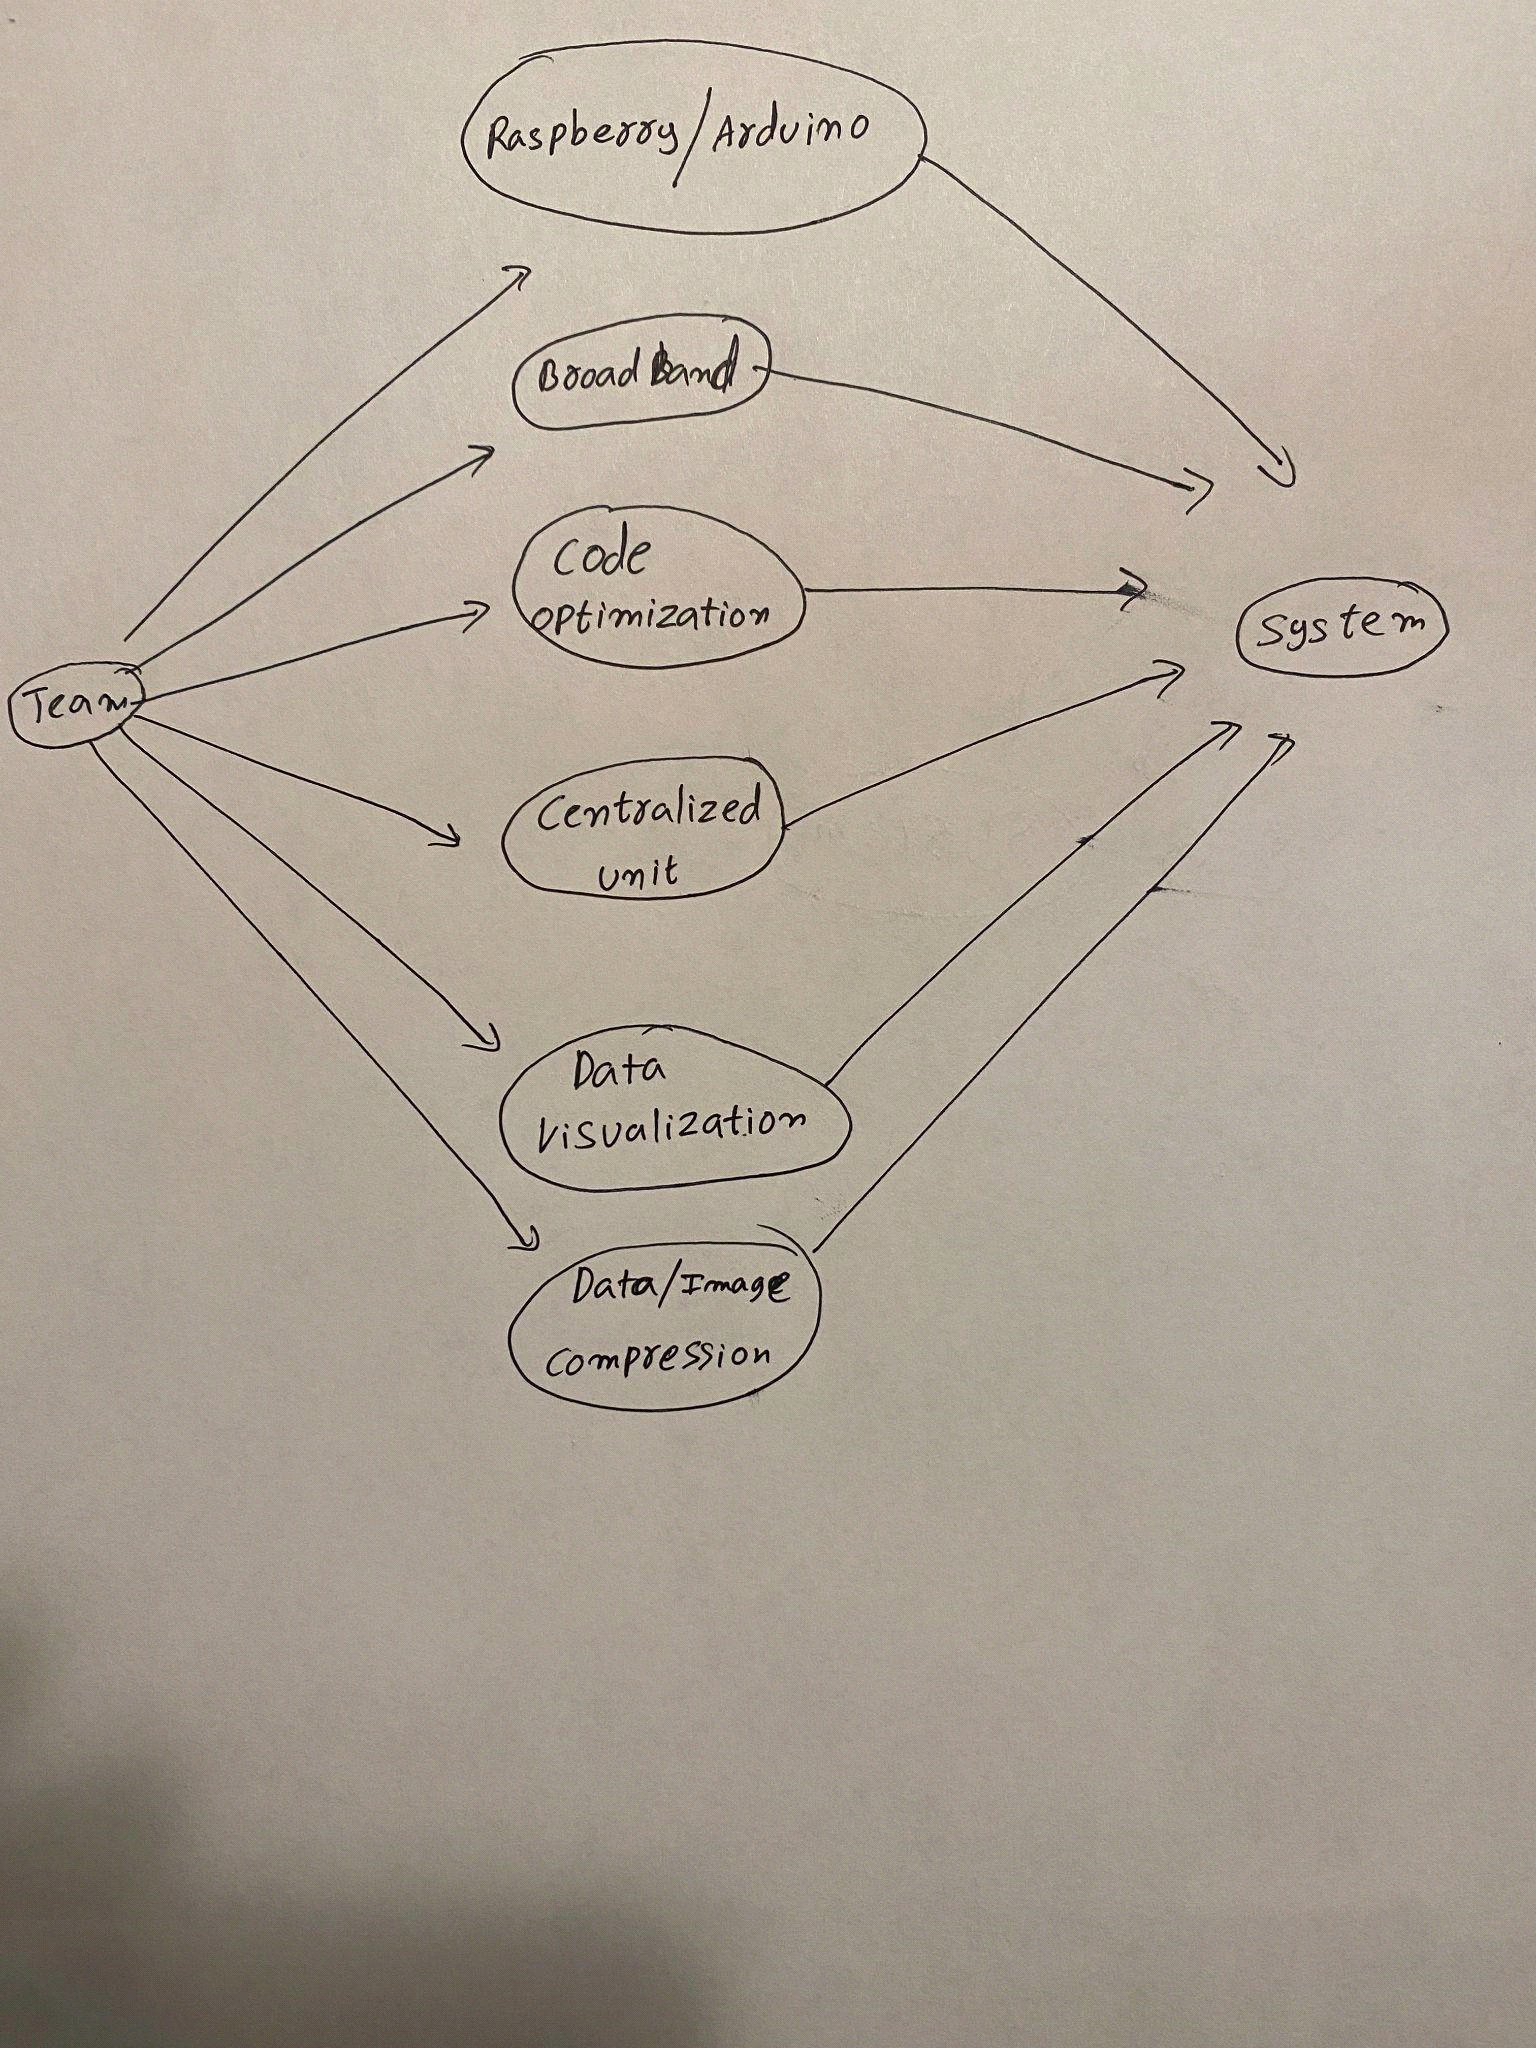 Raspberry/Arduino
Broad Band
Code
optimization
System
Team
Centralized
unit
Data
Visualization
Data/Image
compression